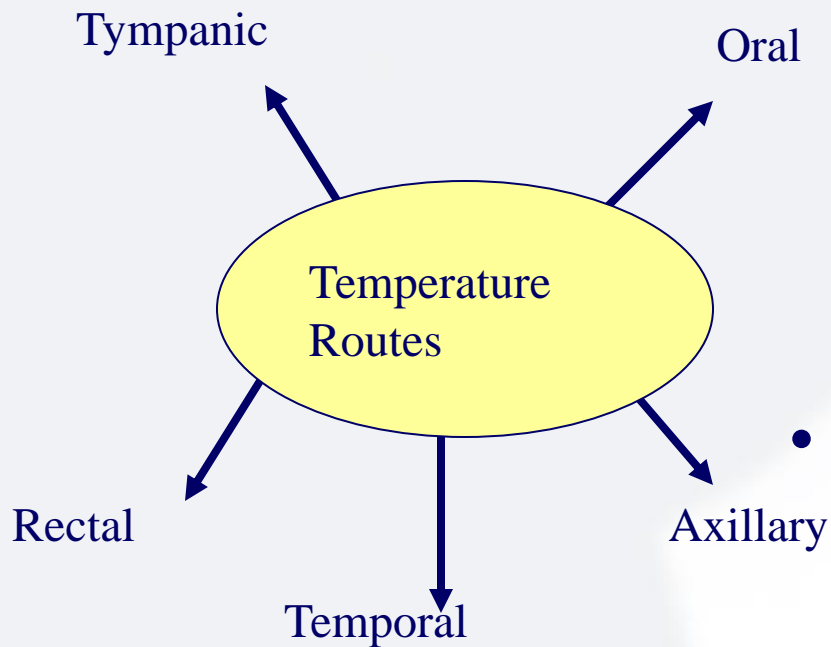 Tympanic
Oral
Temperature
Routes
•
Rectal
Axillary
Temporal